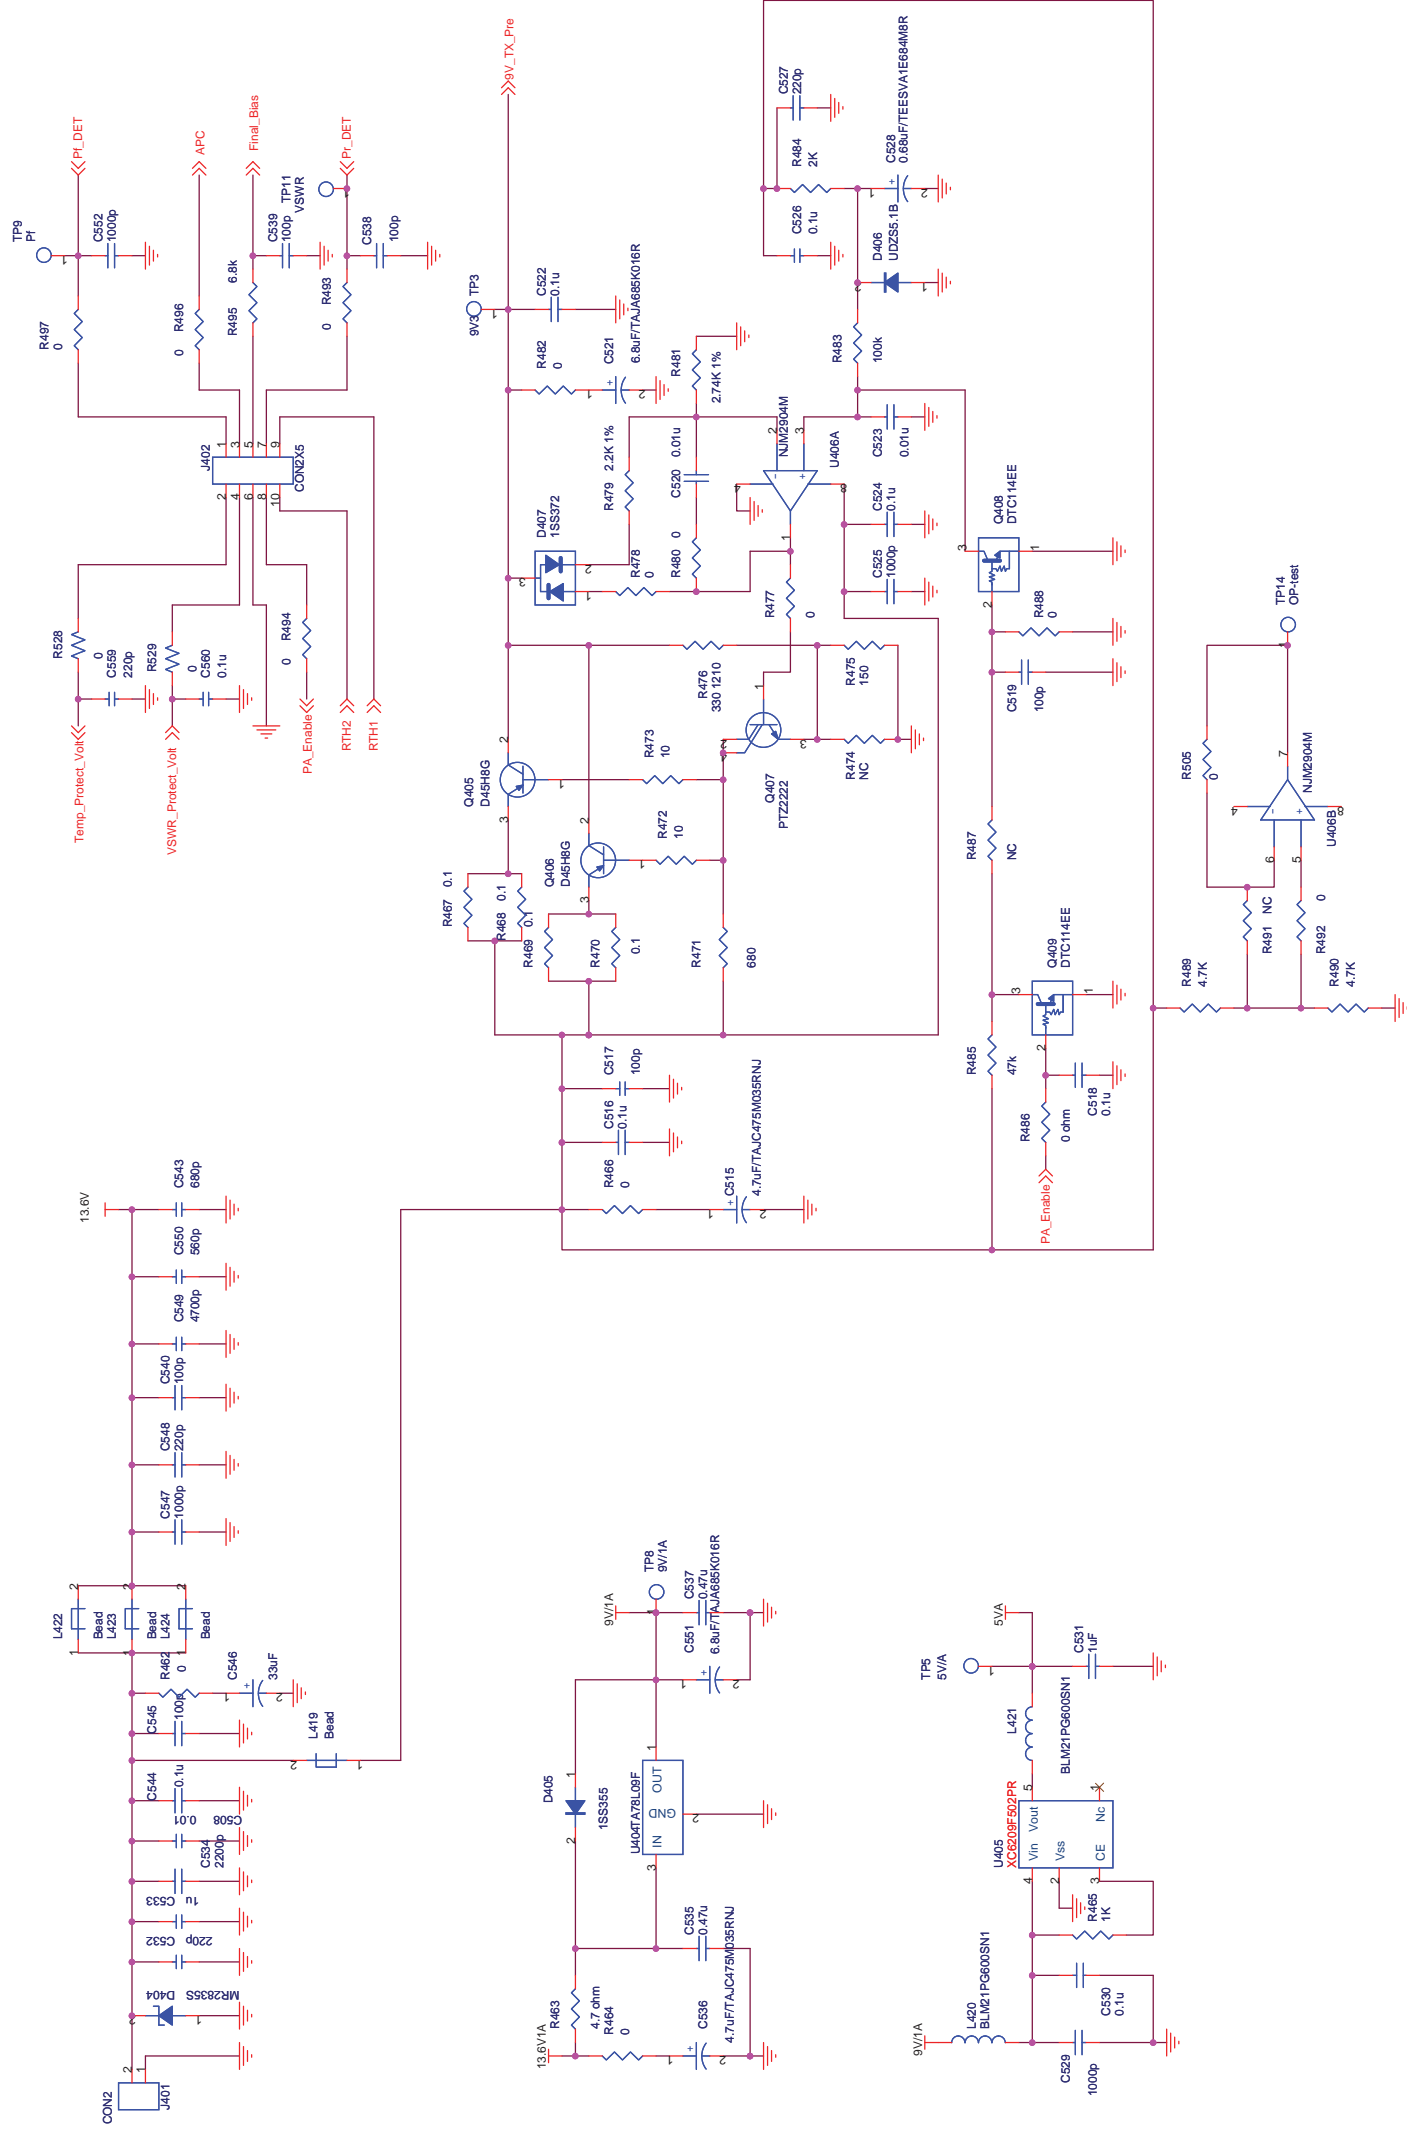 TP9
Pf
Pf_DET
C552
1000p
R497
0
APC
R496
0
Final_Bias
6.8k
R495
C539
100p
TP11
VSWR
Pr_DET
R493
0
C538
100p
J402
CON2X5
1
3
5
7
9
2
4
6
8
10
R528
0
C559
220p
R529
0
C560
0.1u
R494
0
Temp_Protect_Volt
VSWR_Protect_Volt
PA_Enable
RTH2
RTH1
9V_TX_Pre
TP3
9V3
C522
0.1u
R482
0
C521
6.8uF/TAJA685K016R
R481
2.74K 1%
2.2K 1%
R479
0.01u
C520
D407
1SS372
R478
0
0
R480
NJM2904M
U406A
R477
0
C523
0.01u
C524
0.1u
C525
1000p
R483
100k
D406
UDZS5.1B
C526
0.1u
R484
2K
C527
220p
C528
0.68uF/TEESVA1E684M8R
Q405
D45H8G
Q406
D45H8G
R467 0.1
R468 0.1
R469
0.1
R470
0.1
R471
680
R472
10
R473
10
R476
330 1210
R475
150
R474
NC
Q407
PTZ2222
Q408
DTC114EE
R488
0
C519
100p
R487
NC
Q409
DTC114EE
R485
47k
R486
0 ohm
C518
0.1u
PA_Enable
TP14
OP-test
R505
0
NJM2904M
U406B
R491 NC
R492 0
R489
4.7K
R490
4.7K
C517
100p
C516
0.1u
R466
0
C515
4.7uF/TAJC475M035RNJ
13.6V
C543
680p
C550
560p
C549
4700p
C540
100p
C548
220p
C547
1000p
L422
Bead
L423
Bead
L424
Bead
R462
0
C546
33uF
C545
100p
L419
Bead
C544
0.1u
C508
0.01
C534
2200p
C533
1u
C532
220p
D404
MR2835S
CON2
J401
D405
1SS355
U404TA78L09F
IN
GND
OUT
TP8
9V/1A
9V/1A
C537
0.47u
C551
6.8uF/TAJA685K016R
C535
0.47u
R463
4.7 ohm
R464
0
13.6V1A
C536
4.7uF/TAJC475M035RNJ
TP5
5V/A
5VA
C531
1uF
L421
BLM21PG600SN1
U405
XC6209F502PR
Vin
Vout
Vss
CE
Nc
R465
1K
L420
BLM21PG600SN1
9V/1A
C530
0.1u
C529
1000p